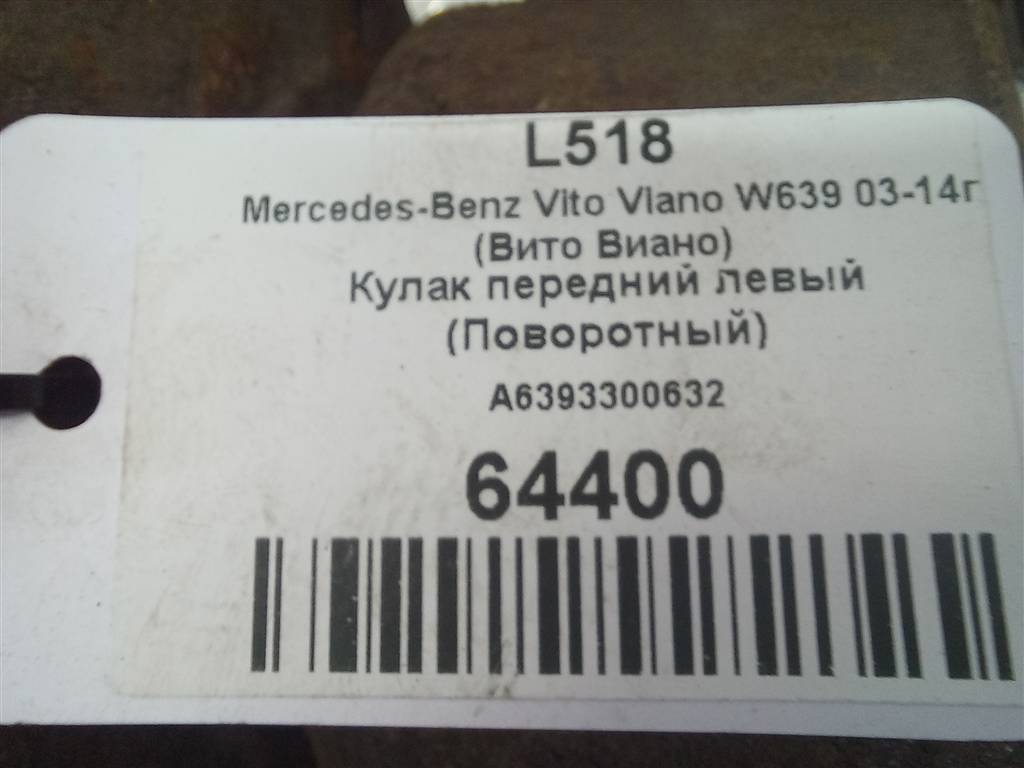 L518
Mercedes-Benz Vito Viano W639 03-14г
(Вито Виано)
Кулак передний левый
(Поворотный)
A6393300632
64400